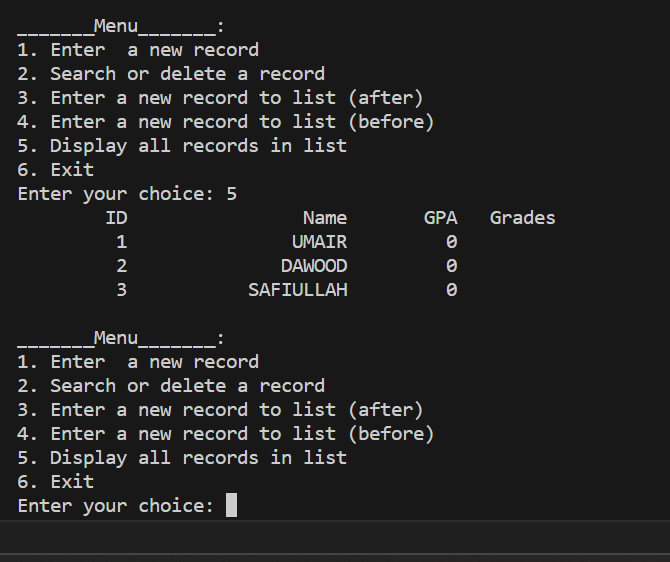 _______Menu_______:
1. Enter  a new record
2. Search or delete a record
3. Enter a new record to list (after)
4. Enter a new record to list (before)
5. Display all records in list
6. Exit
Enter your choice: 5
        ID                Name       GPA   Grades
         1               UMAIR         0
         2              DAWOOD         0
         3           SAFIULLAH         0
_______Menu_______:
1. Enter  a new record
2. Search or delete a record
3. Enter a new record to list (after)
4. Enter a new record to list (before)
5. Display all records in list
6. Exit
Enter your choice: